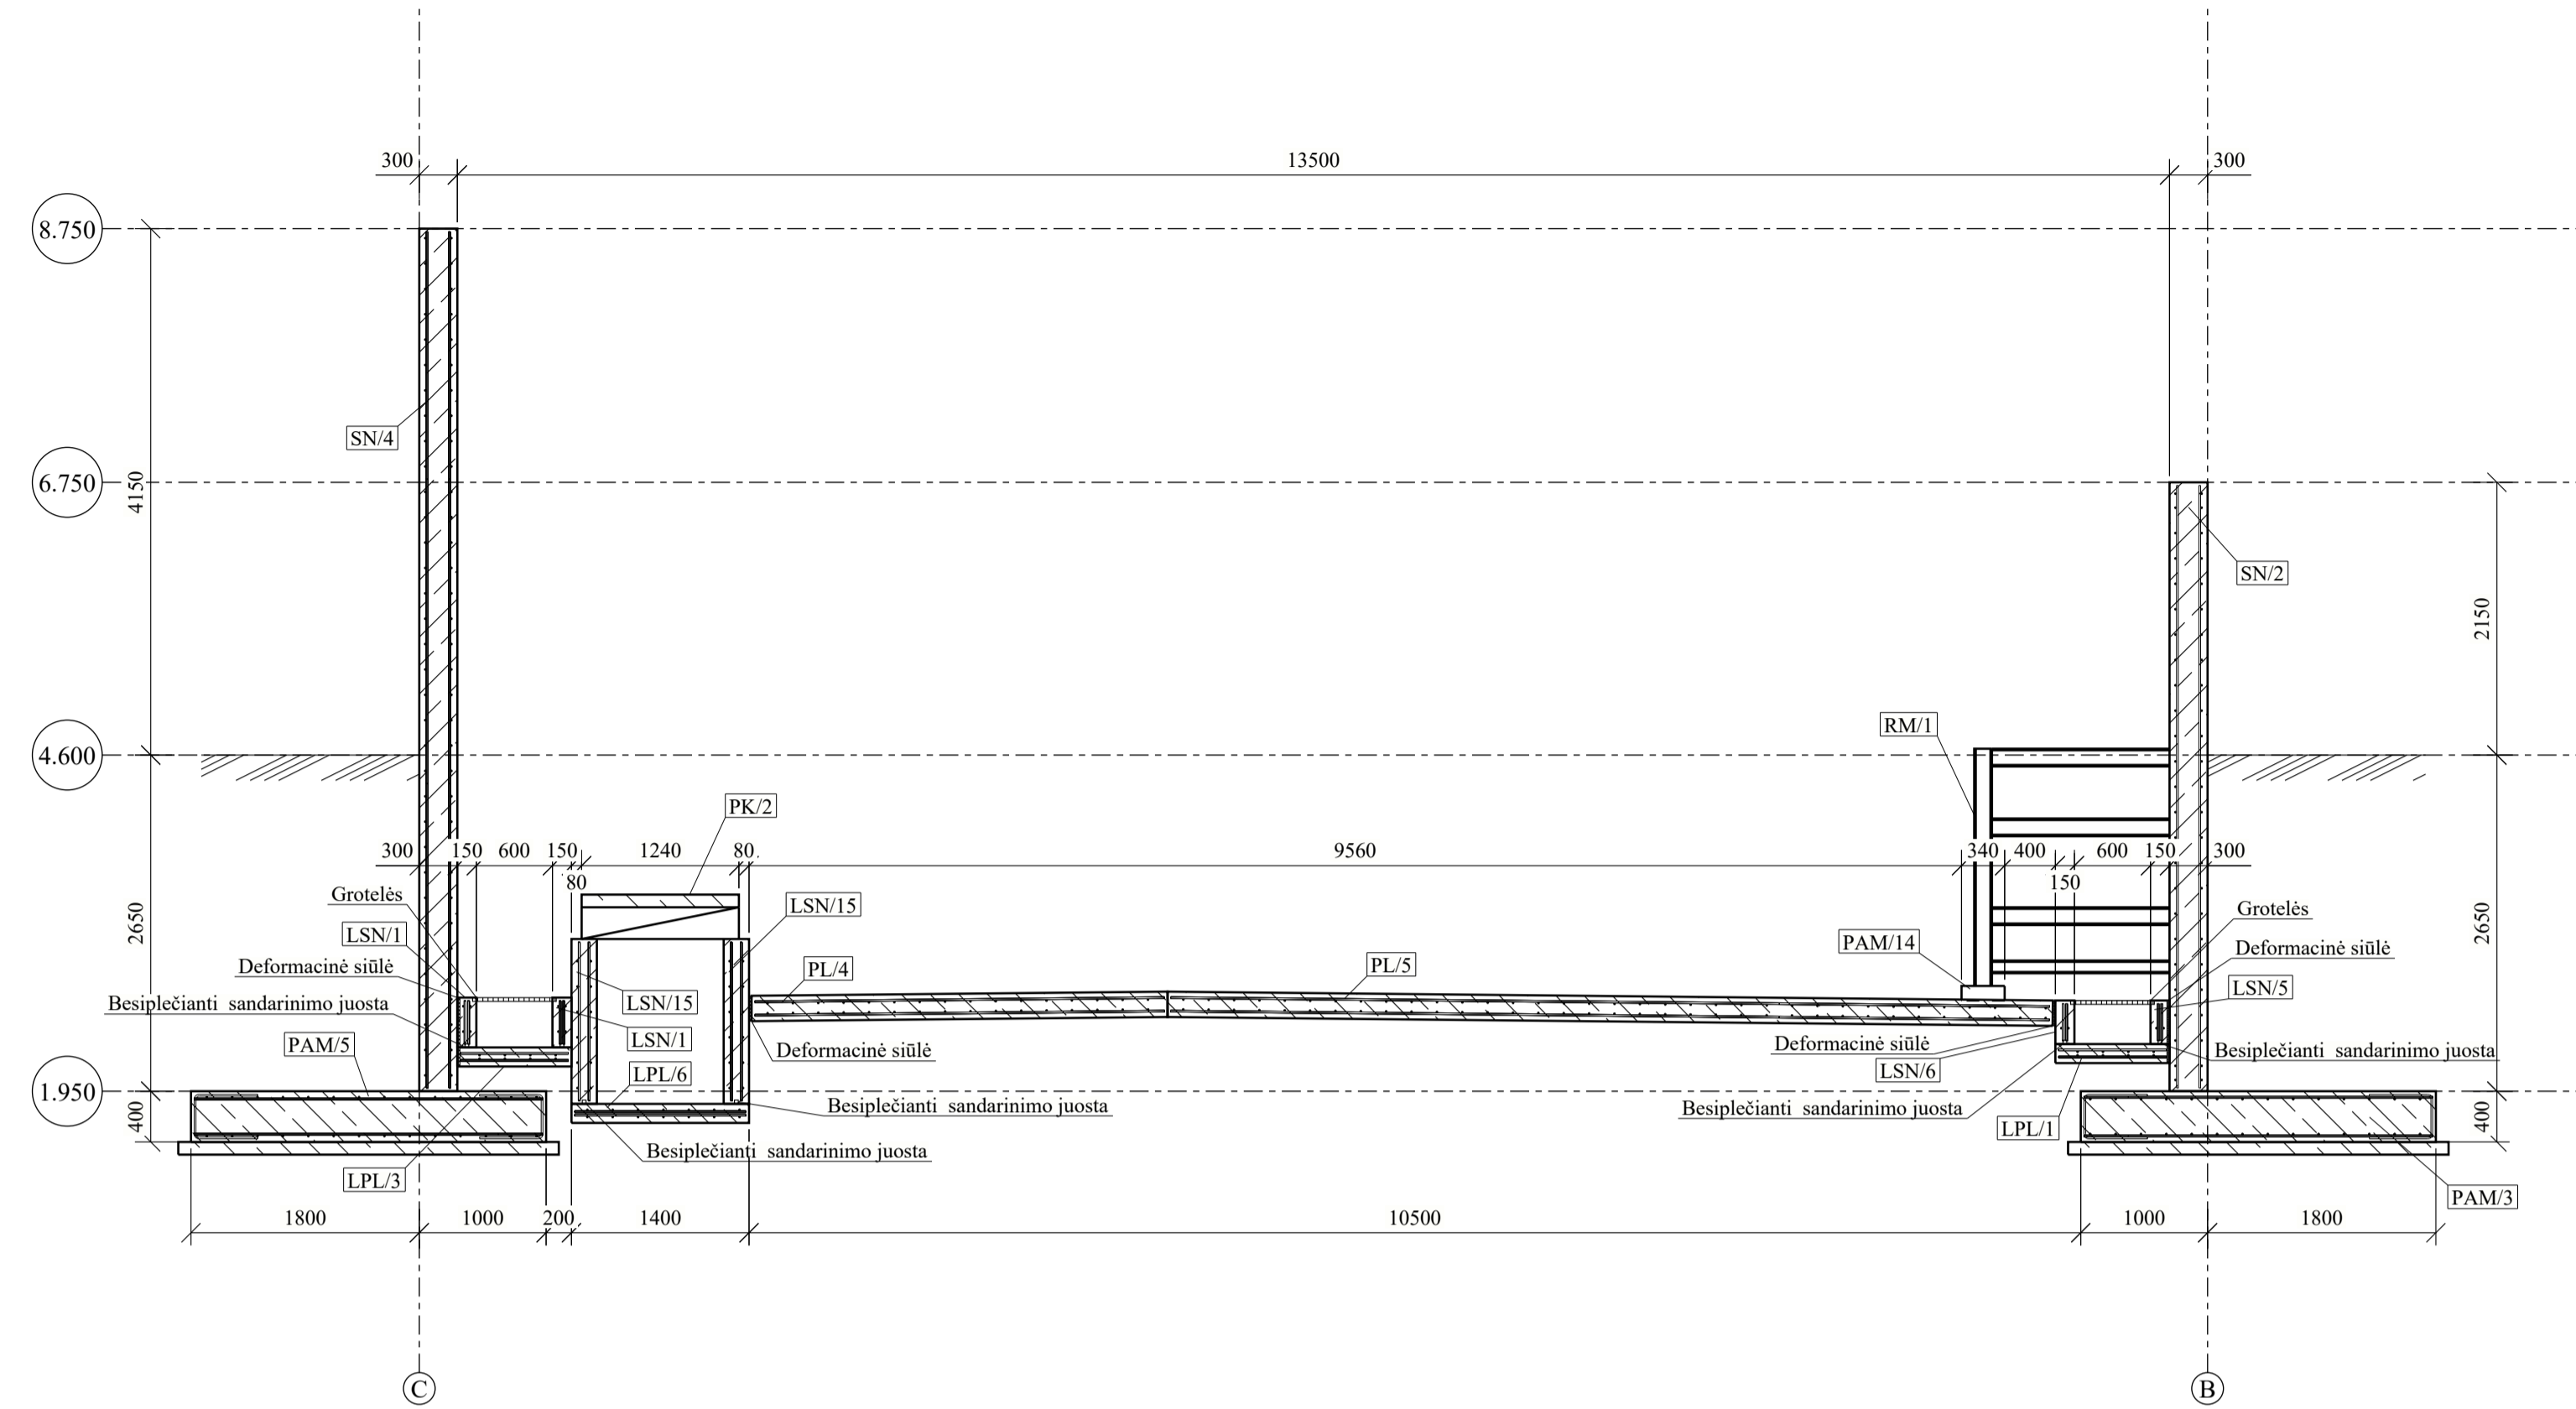 300
13500
300
8.750
SN/4
6.750
4150
SN/2
2150
RM/1
4.600
PK/2
300
150
600
150
1240
80
9560
340
400
600
150
300
80
150
Grotelės
LSN/15
Grotelės
2650
LSN/1
PAM/14
2650
Deformacinė siūlė
PL/4
PL/5
Deformacinė siūlė
Besiplečianti sandarinimo juosta
LSN/15
LSN/5
PAM/5
LSN/1
Deformacinė siūlė
Deformacinė siūlė
Besiplečianti sandarinimo juosta
LPL/6
LSN/6
1.950
400
Besiplečianti sandarinimo juosta
Besiplečianti sandarinimo juosta
400
LPL/1
Besiplečianti sandarinimo juosta
LPL/3
PAM/3
1800
1000
200
1400
10500
1000
1800
C
B